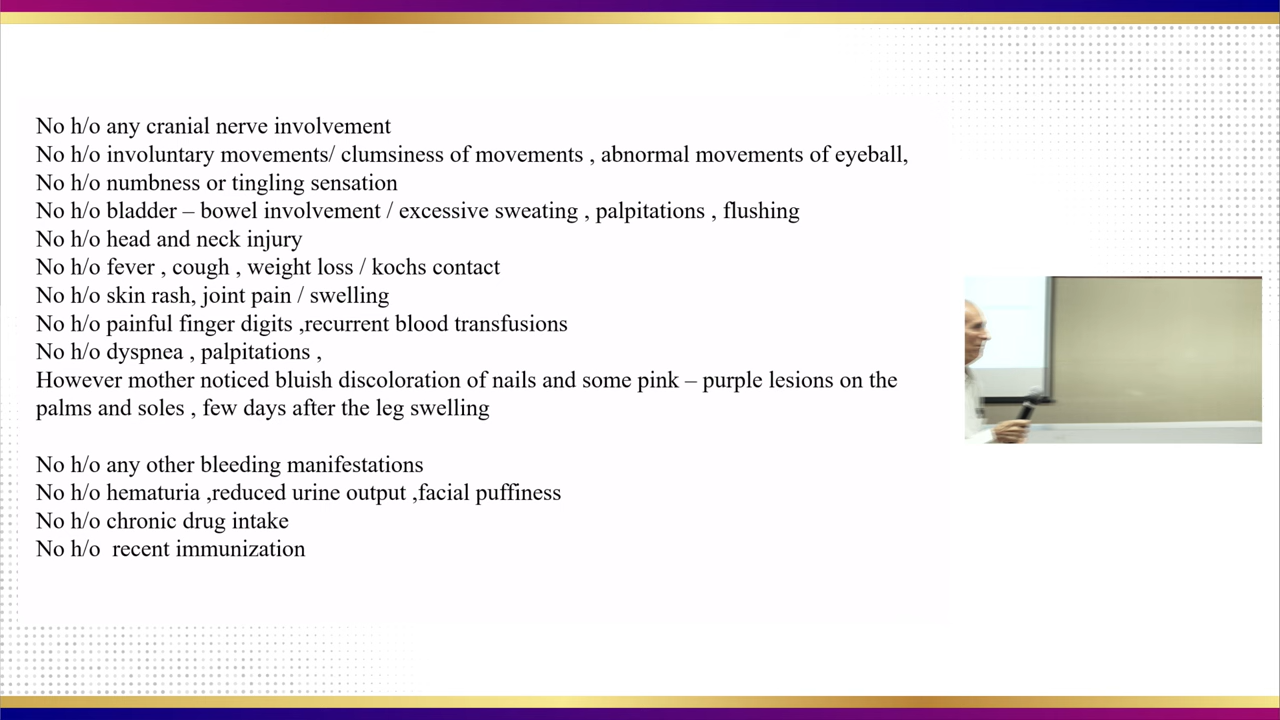 No h/o any cranial nerve involvement
No h/o involuntary movements/ clumsiness of movements , abnormal movements of eyeball,
No h/o numbness or tingling sensation
No h/o bladder – bowel involvement / excessive sweating , palpitations , flushing
No h/o head and neck injury
No h/o fever , cough , weight loss / kochs contact
No h/o skin rash, joint pain / swelling
No h/o painful finger digits ,recurrent blood transfusions
No h/o dyspnea , palpitations ,
However mother noticed bluish discoloration of nails and some pink – purple lesions on the
palms and soles , few days after the leg swelling
No h/o any other bleeding manifestations
No h/o hematuria ,reduced urine output ,facial puffiness
No h/o chronic drug intake
No h/o  recent immunization